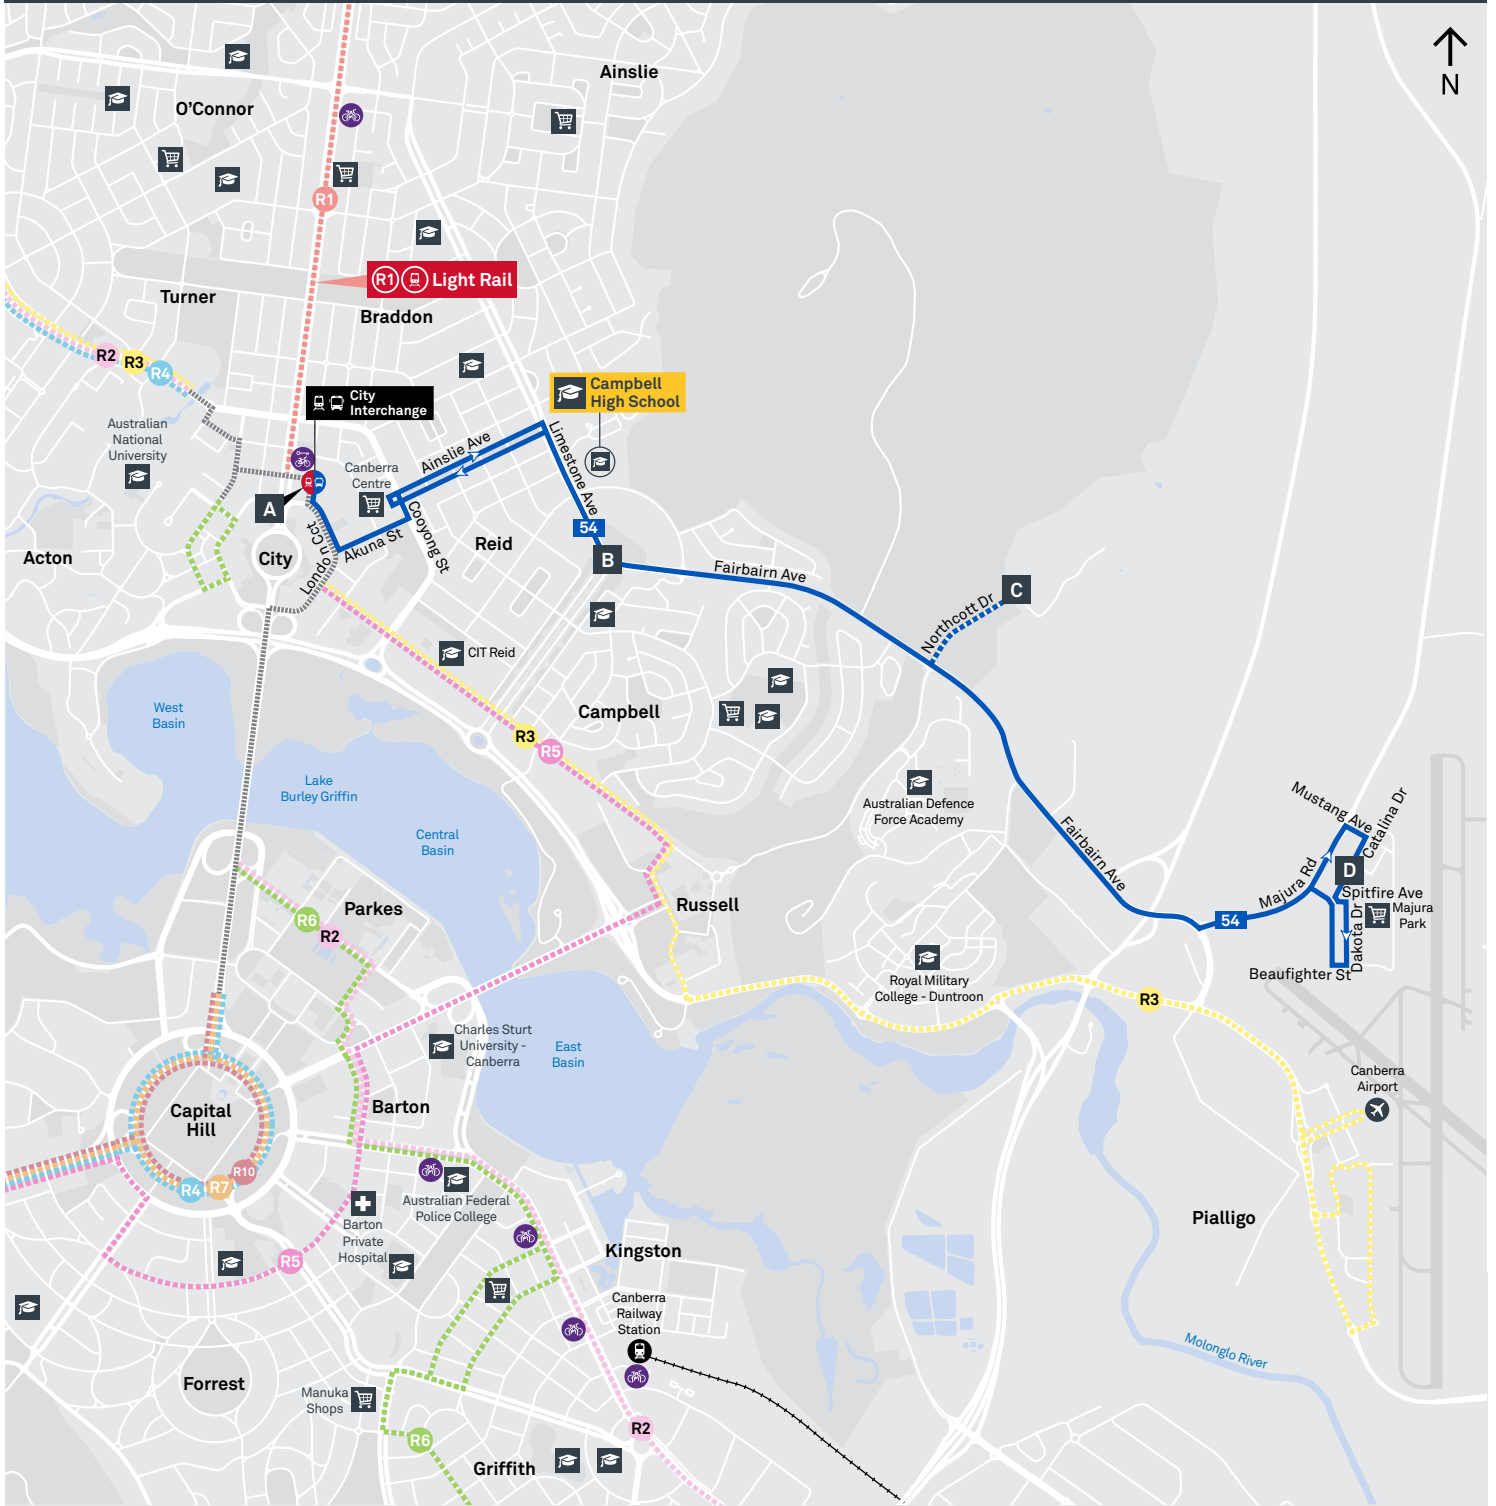 N
Ainslie
O'Connor
R1
R1 Light Rail
Turner
Braddon
R2
R3
R4
City
Interchange
Campbell
High School
Australian
National
University
Ainslie Ave
Limestone Ave
Canberra
Centre
A
Cooyong St
54
Akuna St
London Cct
City
Reid
B
Acton
Fairbairn Ave
Northcott Dr
C
CIT Reid
West
Basin
Campbell
R3
R5
Lake
Burley Griffin
Central
Basin
Australian Defence
Force Academy
Fairbairn Ave
Mustang Ave
Catalina Dr
Majura Rd
D
Spitfire Ave
Majura
Park
Dakota Dr
Beaufighter St
54
Parkes
R6
R2
Russell
Royal Military
College - Duntroon
R3
Charles Sturt
University -
Canberra
East
Basin
Canberra
Airport
Capital
Hill
Barton
R4
R7
R10
Australian Federal
Police College
Barton
Private
Hospital
R5
Kingston
Pialligo
Canberra
Railway
Station
Molonglo River
Forrest
Manuka
Shops
R6
R2
Griffith